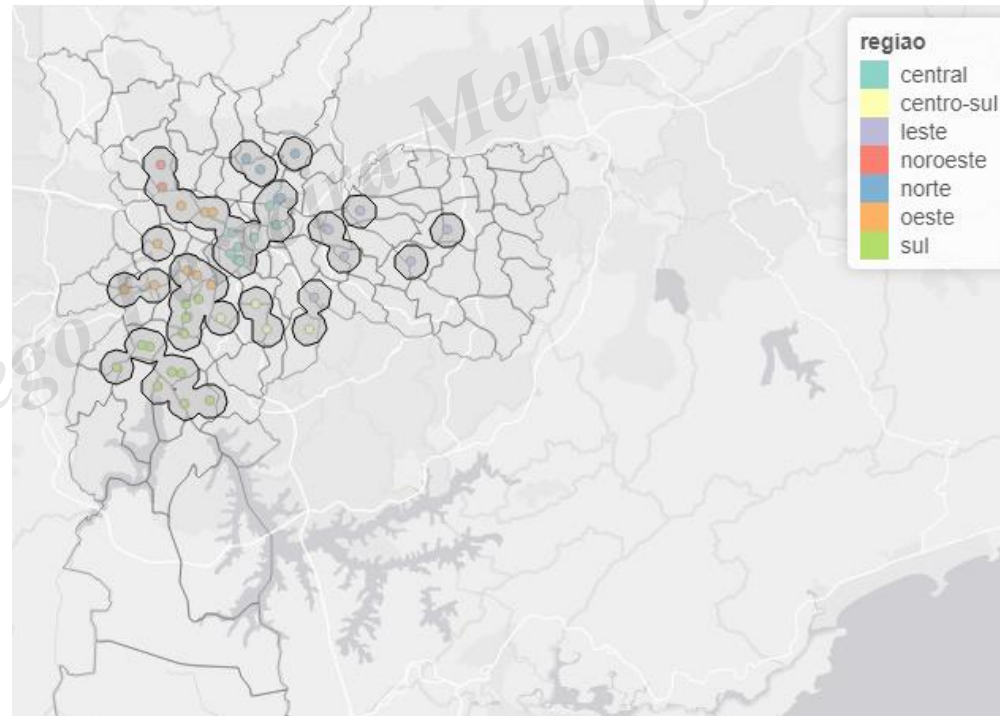 regiao
central
centro-sul
leste
noroeste
norte
oeste
sul
Mello